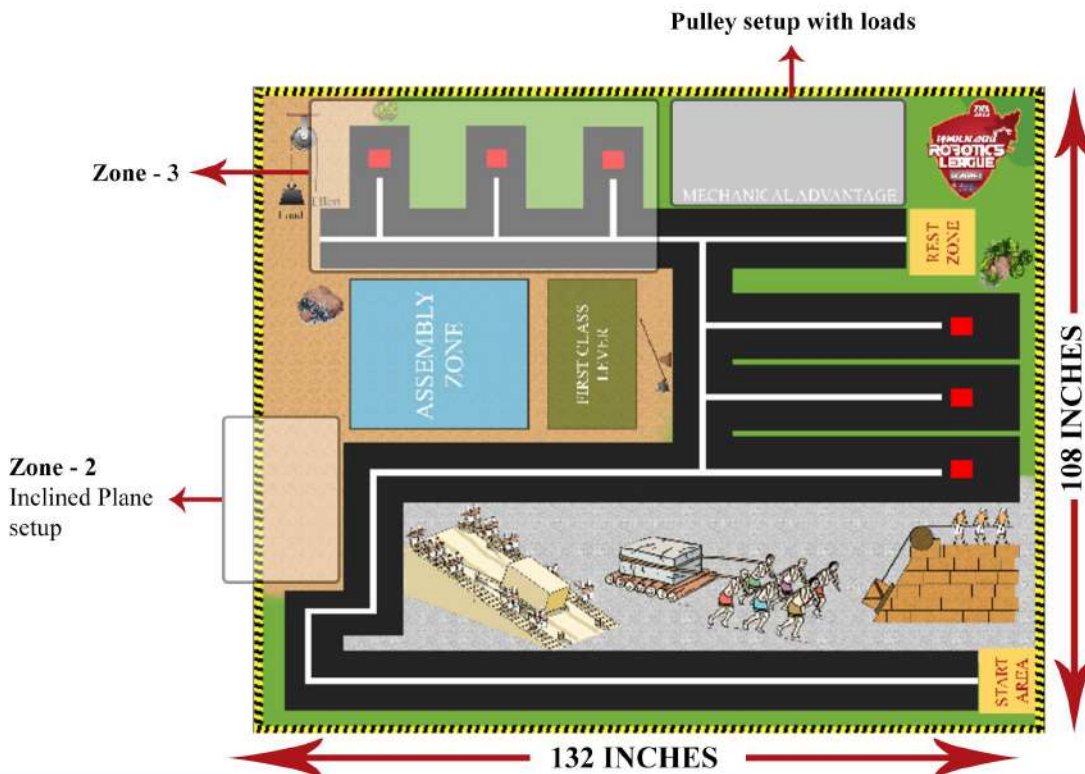 Pulley setup with loads
Zone - 3
Load
Effort
MECHANICAL ADVANTAGE
ROBOTICS
LEAGUE
REST
ZONE
ASSEMBLY
ZONE
FIRST CLASS
LEVER
Zone - 2
Inclined Plane
setup
108 INCHES
START
AREA
132 INCHES